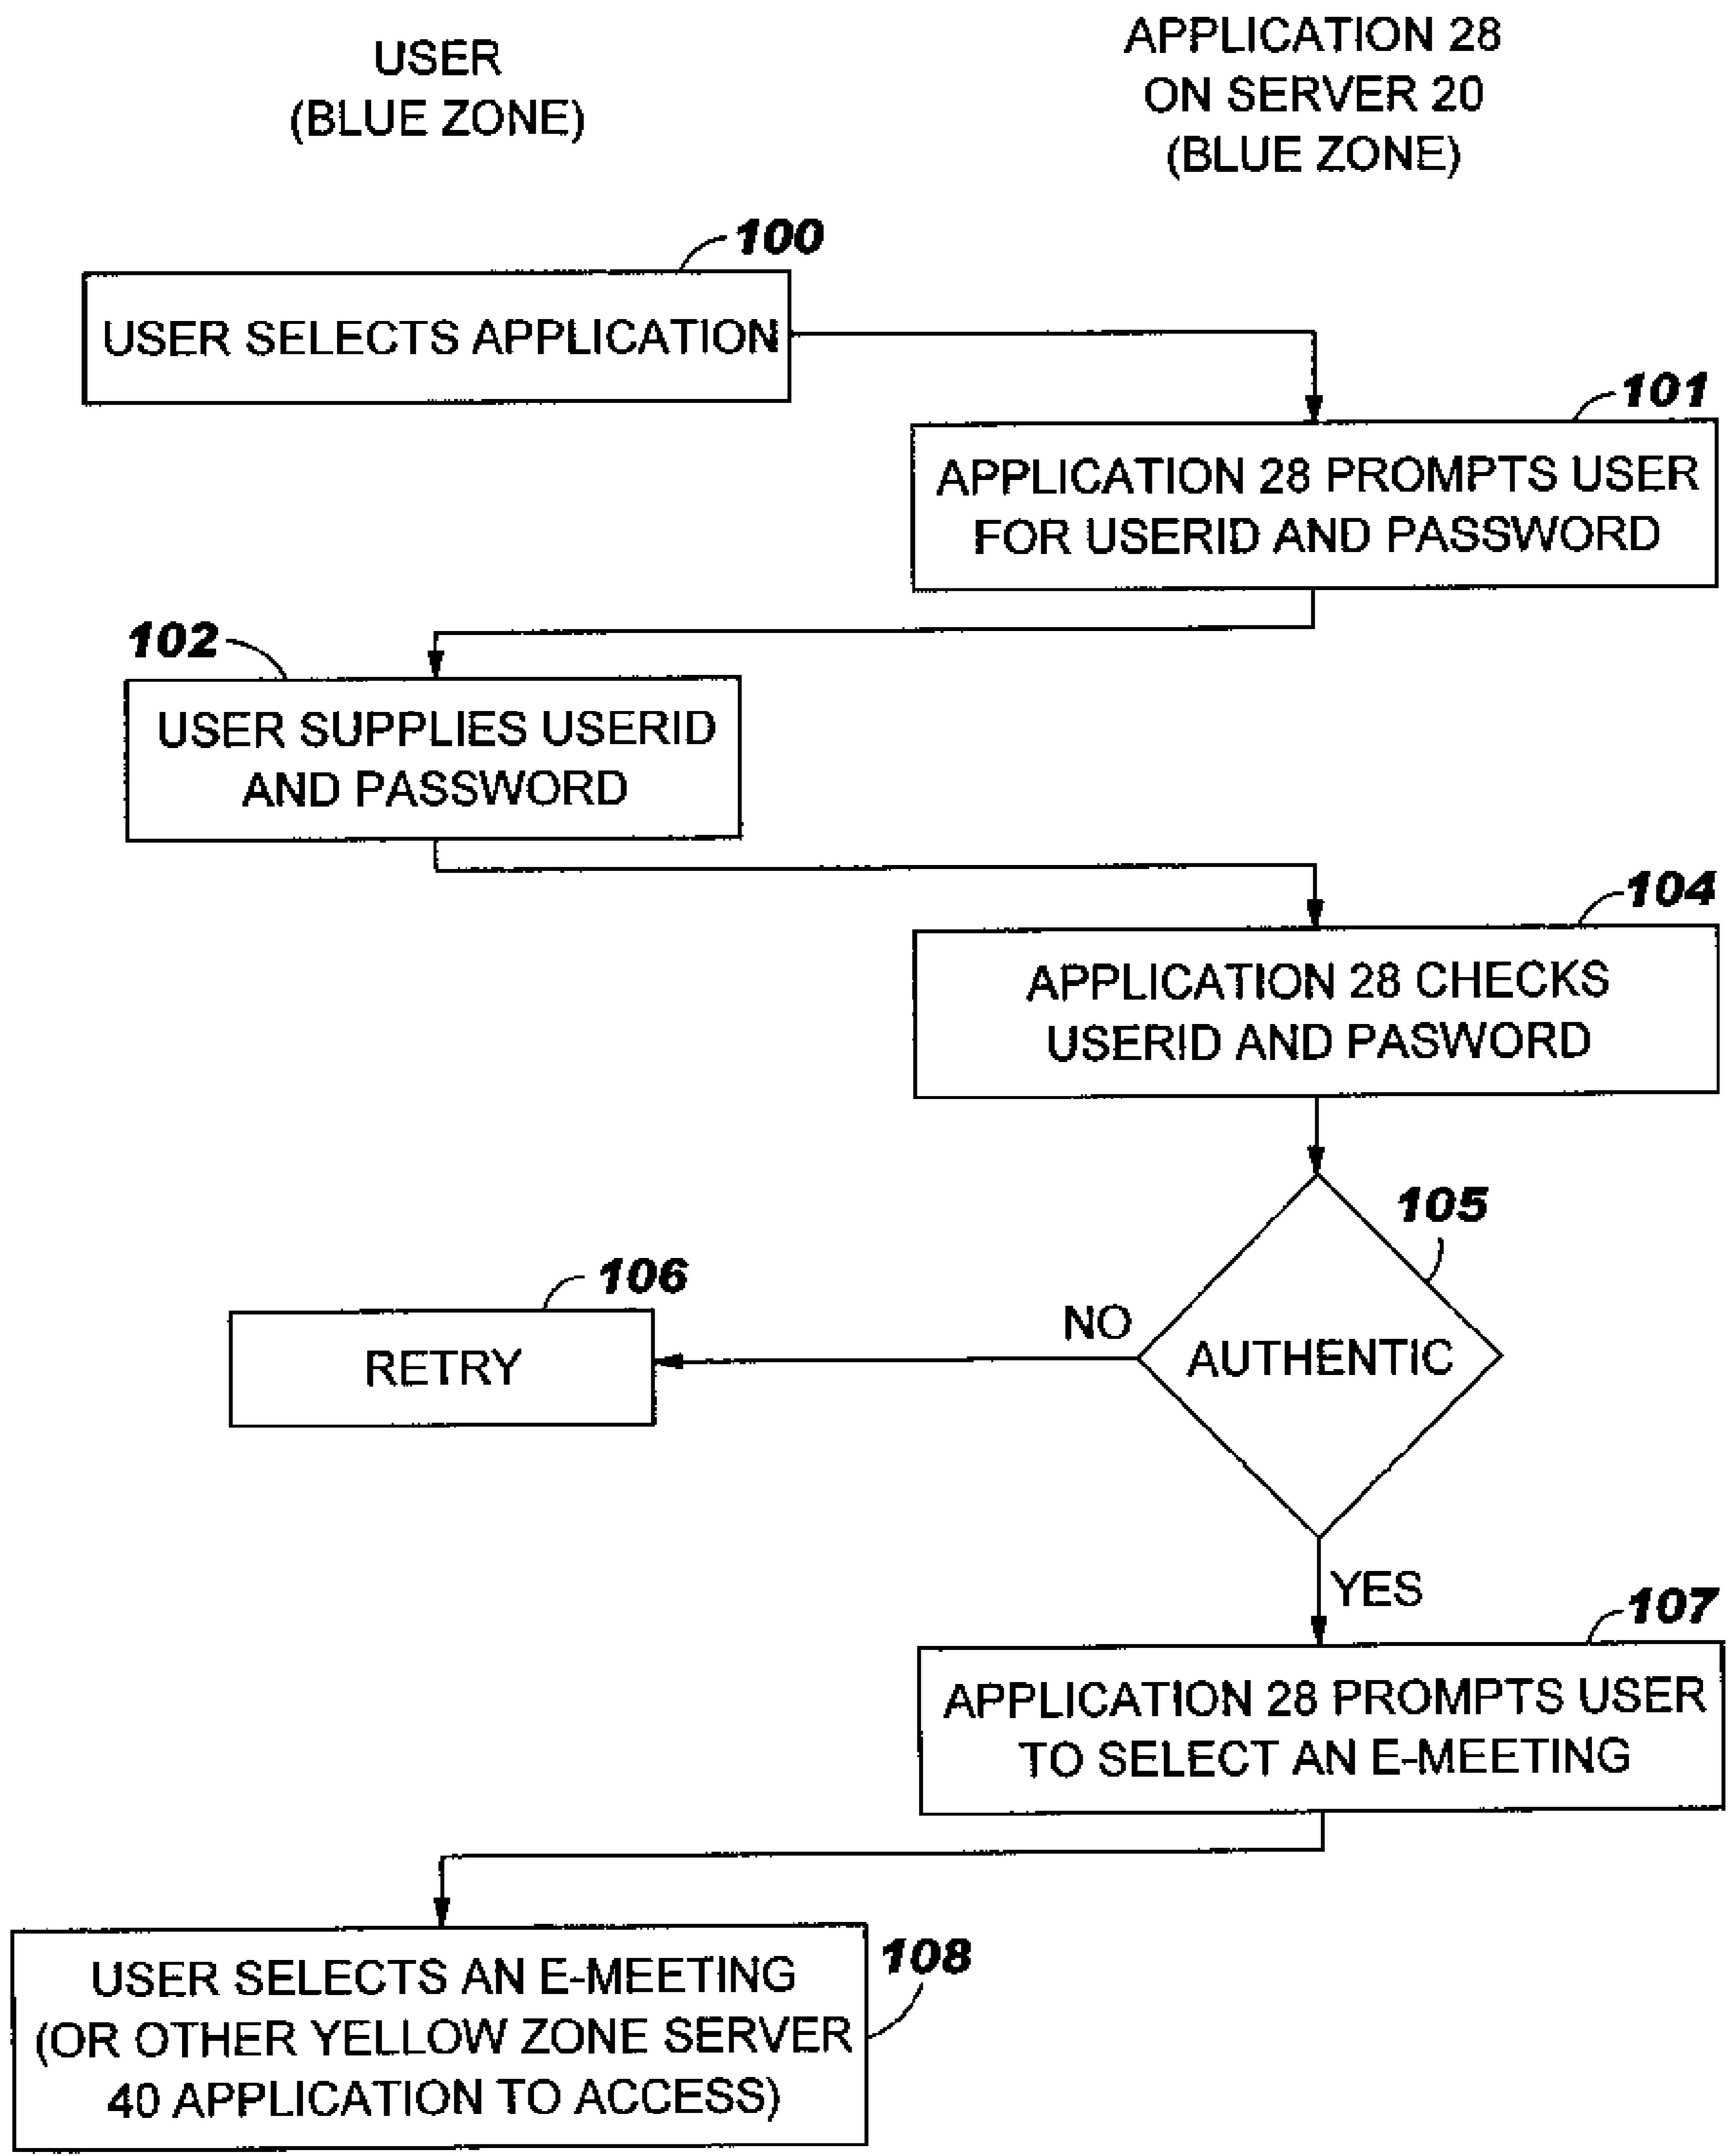 USER
(BLUE ZONE)
APPLICATION 28
ON SERVER 20
(BLUE ZONE)
100
USER SELECTS APPLICATION
101
APPLICATION 28 PROMPTS USER
FOR USERID AND PASSWORD
102
USER SUPPLIES USERID
AND PASSWORD
104
APPLICATION 28 CHECKS
USERID AND PASWORD
105
AUTHENTIC
NO
106
RETRY
YES
107
APPLICATION 28 PROMPTS USER
TO SELECT AN E-MEETING
108
USER SELECTS AN E-MEETING
(OR OTHER YELLOW ZONE SERVER
40 APPLICATION TO ACCESS)